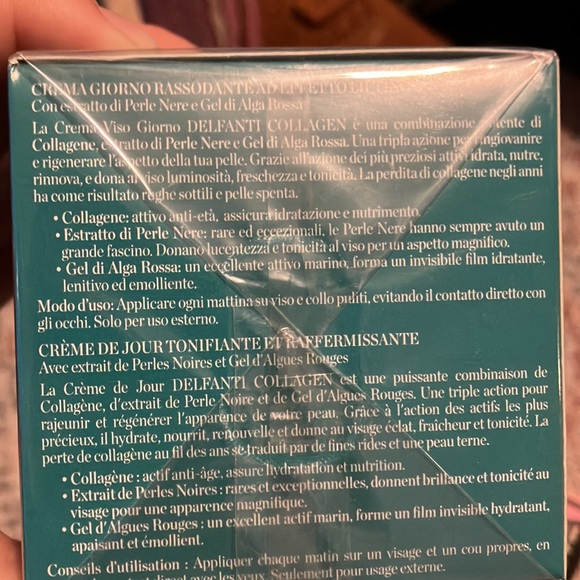 CREMA GIORNO RASSODANTE AD EFFETTO LIFTING
Con estratto di Perle Nere e Gel di Alga Rossa
La Crema Viso Giorno DELFANTI COLLAGEN è una combinazione potente di
Collagene, estratto di Perle Nere e Gel di Alga Rossa. Una tripla azione per ringiovanire
e rigenerare l'aspetto della tua pelle. Grazie all'azione dei più preziosi attivi idrata, nutre,
rinnova, e dona al viso luminosità, freschezza e tonicità. La perdita di collagene negli anni
ha come risultato rughe sottili e pelle spenta.
• Collagene: attivo anti-età, assicura idratazione e nutrimento.
• Estratto di Perle Nere: rare ed eccezionali, le Perle Nere hanno sempre avuto un
grande fascino. Donano lucentezza e tonicità al viso per un aspetto magnifico.
• Gel di Alga Rossa: un eccellente attivo marino, forma un invisibile film idratante,
lenitivo ed emolliente.
Modo d'uso: Applicare ogni mattina su viso e collo puliti, evitando il contatto diretto con
gli occhi. Solo per uso esterno.
CRÈME DE JOUR TONIFIANTE ET RAFFERMISSANTE
Avec extrait de Perles Noires et Gel d'Algues Rouges
La Crème de Jour DELFANTI COLLAGEN est une puissante combinaison de
Collagène, d'extrait de Perle Noire et de Gel d'Algues Rouges. Une triple action pour
rajeunir et régénérer l'apparence de votre peau. Grâce à l'action des actifs les plus
précieux, il hydrate, nourrit, renouvelle et donne au visage éclat, fraîcheur et tonicité. La
perte de collagène au fil des ans se traduit par de fines rides et une peau terne.
• Collagène : actif anti-âge, assure hydratation et nutrition.
• Extrait de Perles Noires : rares et exceptionnelles, donnent brillance et tonicité au
visage pour une apparence magnifique.
• Gel d'Algues Rouges : un excellent actif marin, forme un film invisible hydratant,
apaisant et émollient.
Conseils d'utilisation : Appliquer chaque matin sur un visage et un cou propres, en
direct avec les yeux. Seulement pour usage externe.